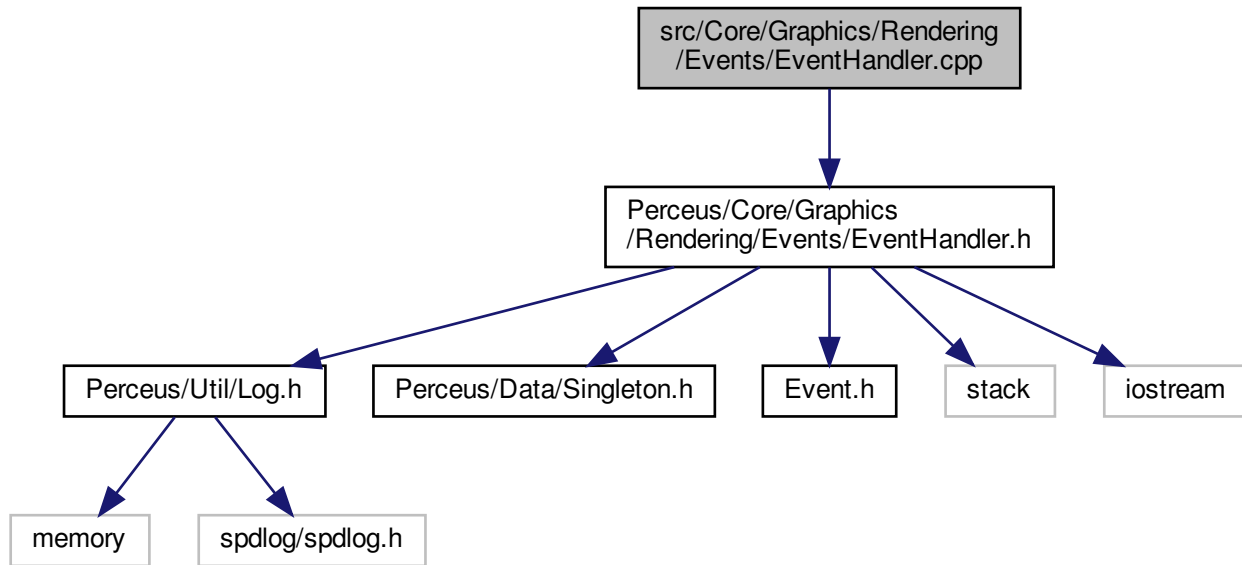 src/Core/Graphics/Rendering
/Events/EventHandler.cpp
Perceus/Core/Graphics
/Rendering/Events/EventHandler.h
Perceus/Util/Log.h
Perceus/Data/Singleton.h
Event.h
stack
iostream
memory
spdlog/spdlog.h